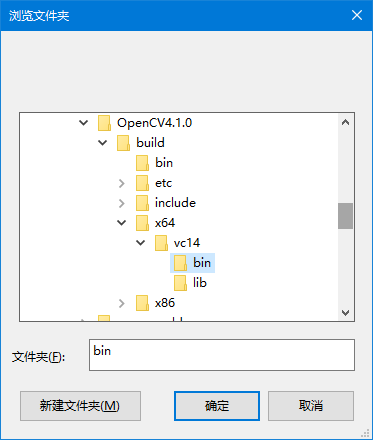 浏览文件夹
OpenCV4.1.0
build
bin
etc
include
x64
vc14
bin
lib
x86
文件夹(F):
bin
新建文件夹(M)
确定
取消